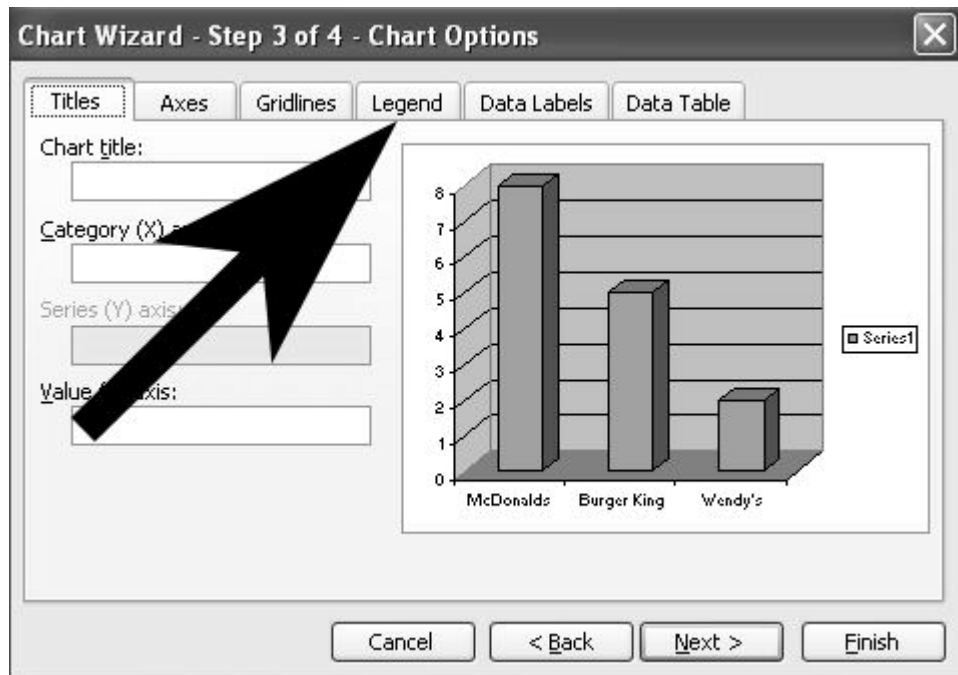 Chart Wizard - Step 3 of 4 - Chart Options
Titles Axes Gridlines Legend Data Labels Data Table
Chart title:
Category (X)
Series (Y) axis:
Value axis:
8
7
6
5
4
3
2
1
0
McDonalds Burger King Wendy's
Series1
Cancel < Back Next > Finish